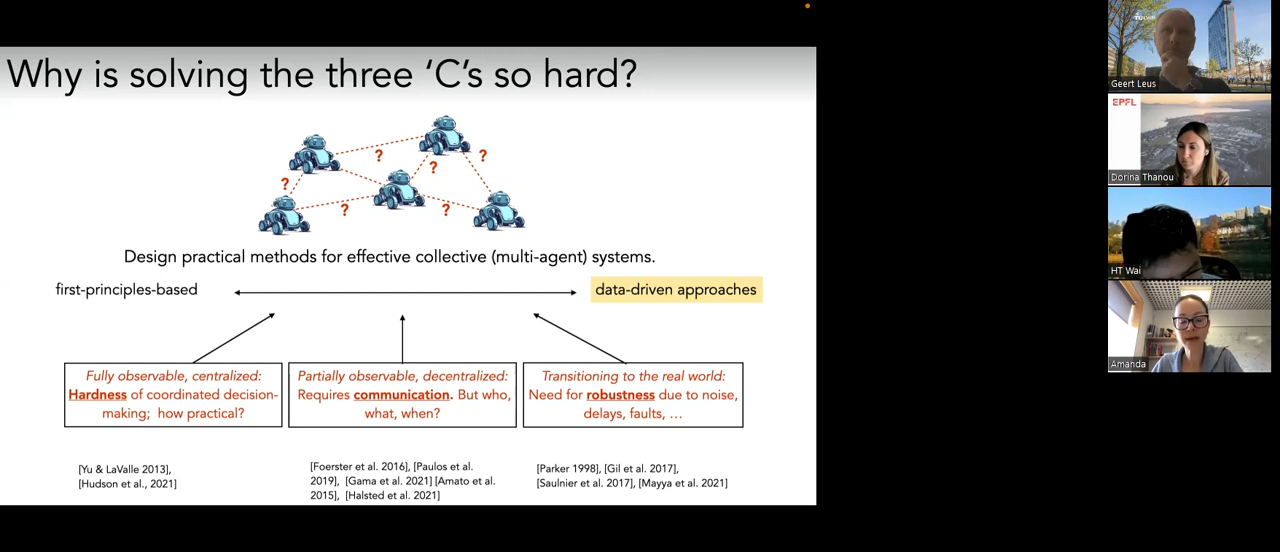 Why is solving the three ‘C’s so hard?
?
?
?
?
?
?
Design practical methods for effective collective (multi-agent) systems.
first-principles-based
data-driven approaches
Fully observable, centralized:
Hardness of coordinated decision-
making;  how practical?
Partially observable, decentralized:
Requires communication. But who,
what, when?
Transitioning to the real world:
Need for robustness due to noise,
delays, faults, …
[Yu & LaValle 2013],
[Hudson et al., 2021]
[Foerster et al. 2016], [Paulos et al.
2019],  [Gama et al. 2021] [Amato et al.
2015],  [Halsted et al. 2021]
[Parker 1998], [Gil et al. 2017],
[Saulnier et al. 2017], [Mayya et al. 2021]
Geert Leus
EPFL
Dorina Thanou
HT Wai
Amanda